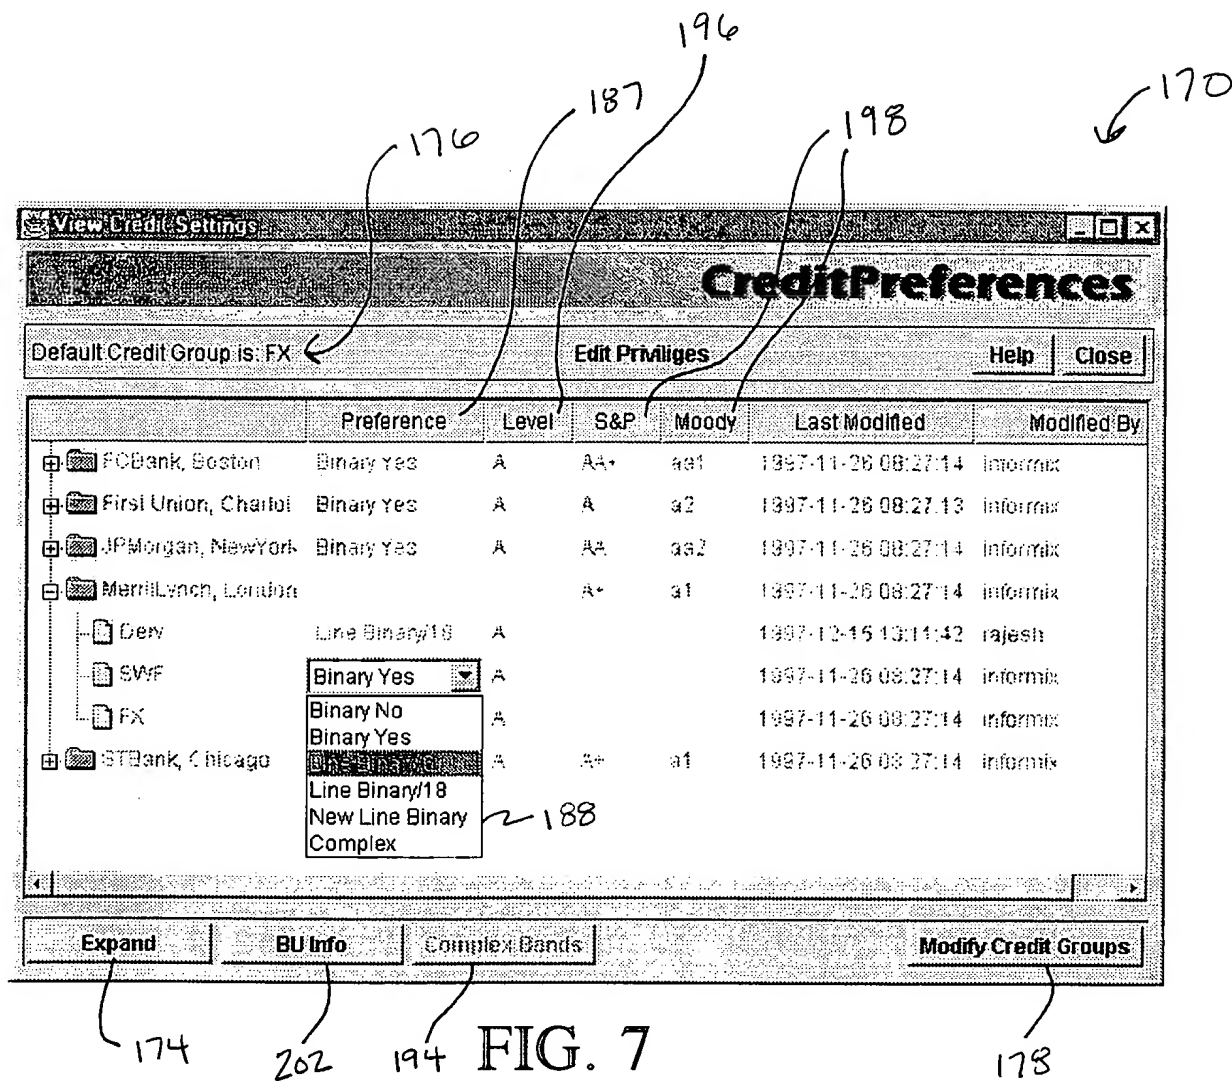 196
187
198
170
176
View Credit Settings
CreditPreferences
Default Credit Group is: FX Edit Priviliges Help Close
Preference Level S&P Moody Last Modified Modified By
FCBank, Boston Binary Yes A AA+ aa1 1997-11-26 08:27:14 informix
First Union, Charlot Binary Yes A A a2 1997-11-26 08:27:13 informix
JPMorgan, NewYork Binary Yes A AA aa2 1997-11-26 08:27:14 informix
MerrilLynch, London A+ a1 1997-11-26 08:27:14 informix
Derv Line Binary/18 A 1997-12-15 13:11:42 rajesh
SWF Binary Yes A 1997-11-26 08:27:14 informix
FX A 1997-11-26 08:27:14 informix
STBank, Chicago A A+ a1 1997-11-26 08:27:14 informix
Binary No
Binary Yes
Line Binary/18
New Line Binary
Complex
188
Expand BU Info Complex Bands Modify Credit Groups
174
202
194
178
FIG. 7